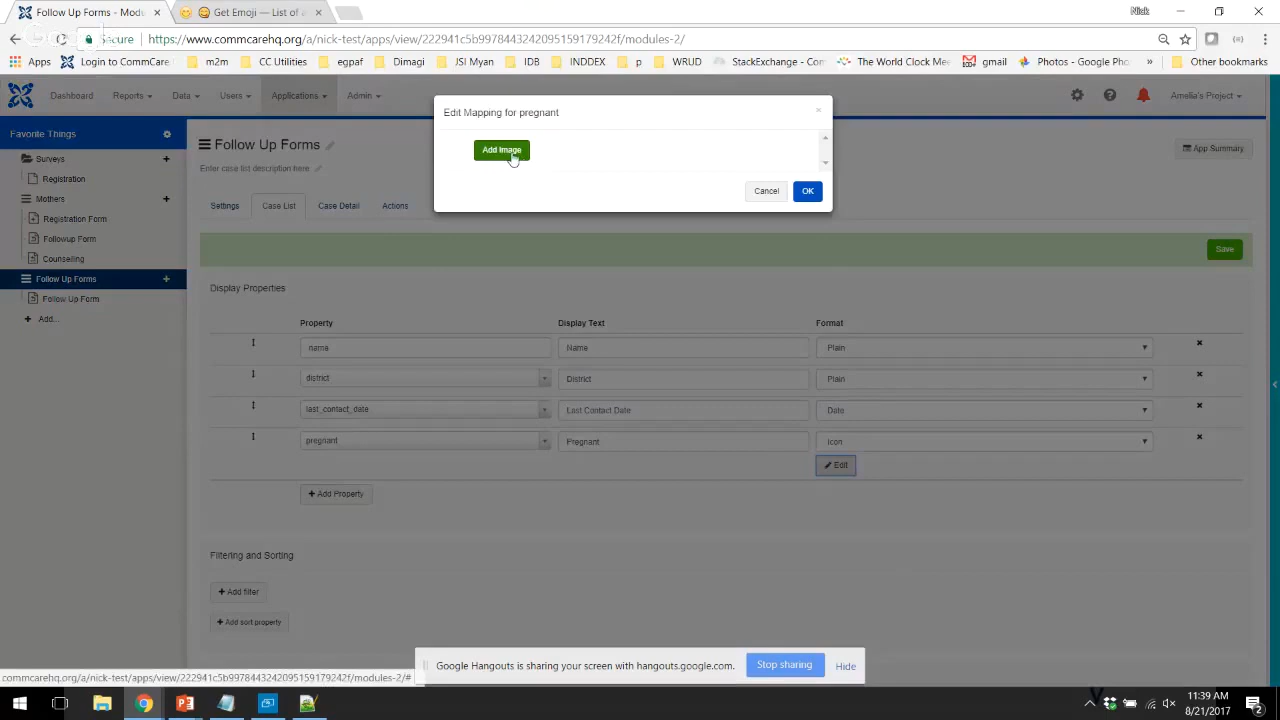 Follow Up Forms - Modu
Get Emoji — List of a
Nick
Secure
https://www.commcarehq.org/a/nick-test/apps/view/222941c5b99784432420951591792​42f/modules-2/
Apps
Login to CommCare
m2m
CC Utilities
egpaf
Dimagi
JSI Myan
IDB
INDDEX
p
WRUD
StackExchange - Com
The World Clock Mee
gmail
Photos - Google Pho
»
Other bookmarks
Dashboard
Reports
Data
Users
Applications
Admin
Amelia's Project
Favorite Things
Surveys
Registration
Mothers
Registration Form
Followup Form
Counseling
Follow Up Forms
Follow Up Form
Add...
Follow Up Forms
Enter case list description here
App Summary
Settings
Case List
Case Detail
Actions
Edit Mapping for pregnant
×
Add Image
Cancel
OK
Save
Display Properties
Property Display Text Format
name Name Plain
district District Plain
last_contact_date Last Contact Date Date
pregnant Pregnant Icon
Edit
+ Add Property
Filtering and Sorting
+ Add filter
+ Add sort property
Google Hangouts is sharing your screen with hangouts.google.com.
Stop sharing
Hide
commcarehq.org/a/nick-test/apps/view/222941c5b9978443242095159179242f/modules-2/#
11:39 AM
8/21/2017
2